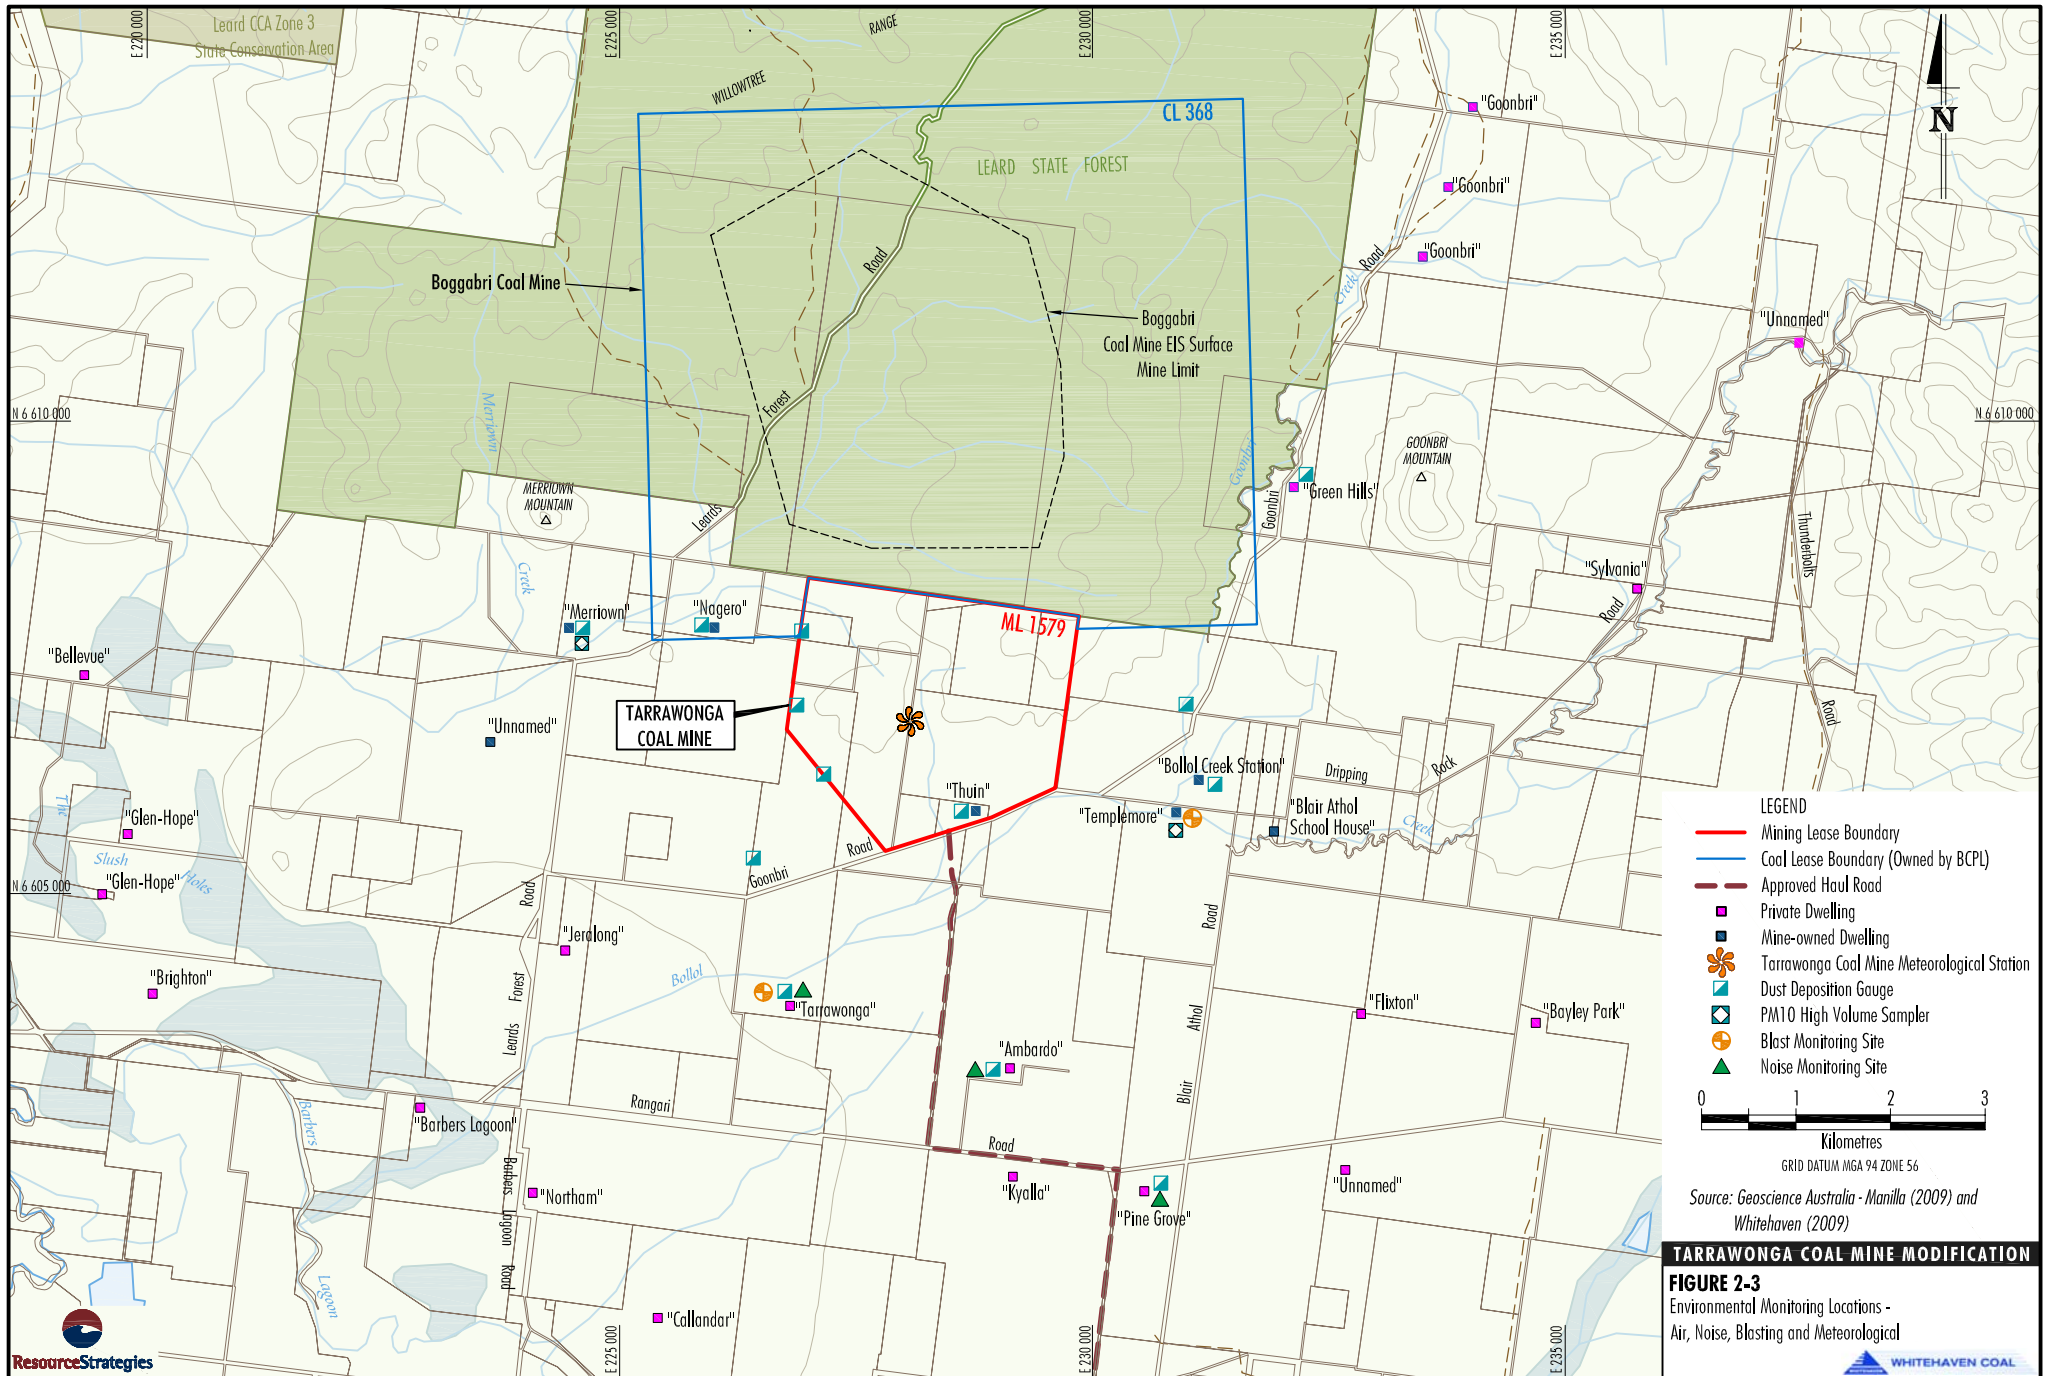 Leard CCA Zone 3
State Conservation Area
E 220 000
E 225 000
E 230 000
E 235 000
RANGE
WILLOWTREE
CL 368
LEARD STATE FOREST
"Goonbri"
"Goonbri"
"Goonbri"
N
Road
Road
Creek
Boggabri Coal Mine
Boggabri
Coal Mine EIS Surface
Mine Limit
"Unnamed"
N 6 610 000
N 6 610 000
Forest
Merriown
Goonbri
GOONBRI
MOUNTAIN
MERRIOWN
MOUNTAIN
"Green Hills"
Leards
Goonbri
Thunderbolts
Creek
"Sylvania"
Road
"Merriown"
"Nagero"
ML 1579
"Bellevue"
TARRAWONGA
COAL MINE
"Unnamed"
Road
"Bollol Creek Station"
Dripping
Rock
"Thuin"
"Templemore"
"Blair Athol
School House"
Creek
The
"Glen-Hope"
Slush
Holes
"Glen-Hope"
N 6 605 000
Road
Goonbri
Road
Road
"Jeralong"
Bollol
"Brighton"
Forest
Leards
"Tarrawonga"
Athol
"Flixton"
"Bayley Park"
"Ambardo"
Blair
Rangari
Barbers
"Barbers Lagoon"
Road
Barbers Lagoon Road
"Northam"
"Kyalla"
"Pine Grove"
"Unnamed"
Lagoon
"Callandar"
E 225 000
E 230 000
E 235 000
LEGEND
Mining Lease Boundary
Coal Lease Boundary (Owned by BCPL)
Approved Haul Road
Private Dwelling
Mine-owned Dwelling
Tarrawonga Coal Mine Meteorological Station
Dust Deposition Gauge
PM10 High Volume Sampler
Blast Monitoring Site
Noise Monitoring Site
0 1 2 3
Kilometres
GRID DATUM MGA 94 ZONE 56
Source: Geoscience Australia - Manilla (2009) and
Whitehaven (2009)
TARRAWONGA COAL MINE MODIFICATION
FIGURE 2-3
Environmental Monitoring Locations -
Air, Noise, Blasting and Meteorological
ResourceStrategies
WHITEHAVEN COAL